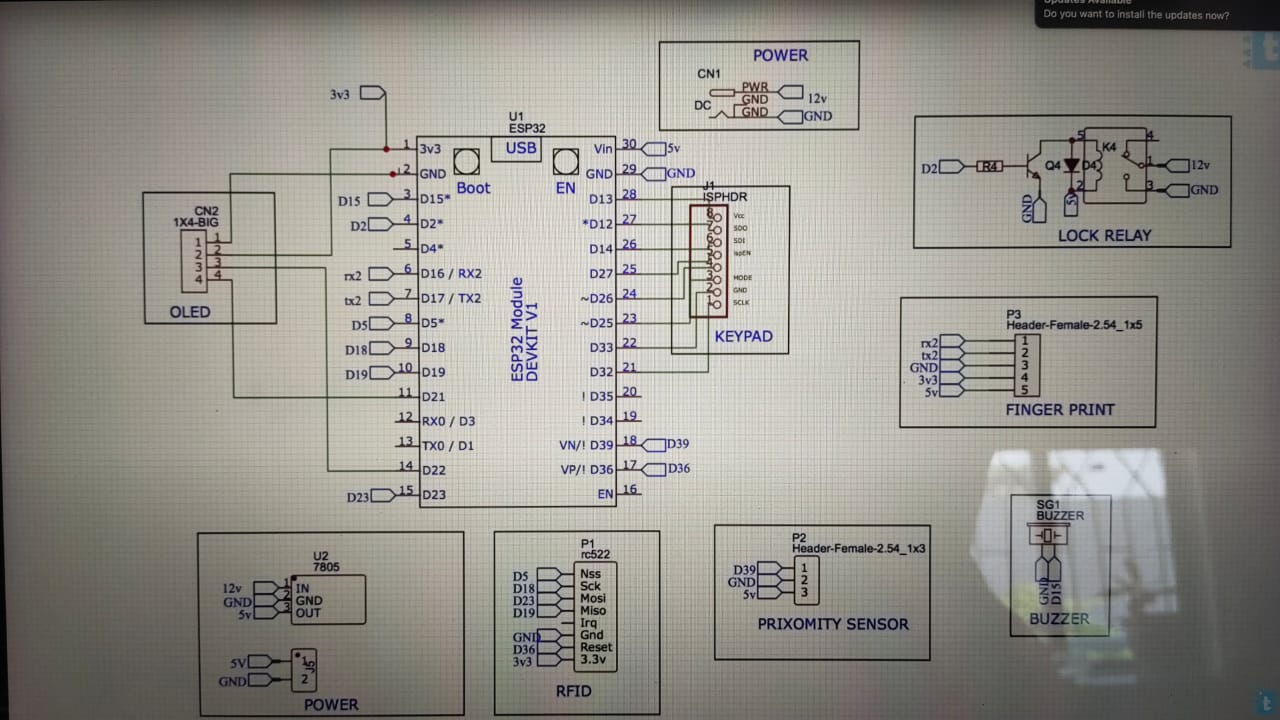 Updates Available
Do you want to install the updates now?
POWER
CN1
PWR
GND
GND
DC
12v
GND
3v3
U1
ESP32
USB
Boot
EN
ESP32 Module
DEVKIT V1
1 3v3
2 GND
D15 3 D15*
D2 4 D2*
5 D4*
rx2 6 D16 / RX2
tx2 7 D17 / TX2
D5 8 D5*
D18 9 D18
D19 10 D19
11 D21
12 RX0 / D3
13 TX0 / D1
14 D22
D23 15 D23
Vin 30 5v
GND 29 GND
D13 28
*D12 27
D14 26
D27 25
~D26 24
~D25 23
D33 22
D32 21
! D35 20
! D34 19
VN/! D39 18 D39
VP/! D36 17 D36
EN 16
CN2
1X4-BIG
1 1
2 2
3 3
4 4
OLED
J1
ISPHDR
8 Vcc
7 SDO
6 SDI
5 IspEN
4
3 MODE
2 GND
1 SCLK
KEYPAD
D2
R4
Q4
D4
K4
5
4
1
2
3
12v
GND
GND
5v
LOCK RELAY
P3
Header-Female-2.54_1x5
rx2 1
tx2 2
GND 3
3v3 4
5v 5
FINGER PRINT
U2
7805
12v 1 IN
GND 2 GND
5v 3 OUT
5V 1
GND 2
J5
POWER
P1
rc522
D5 Nss
D18 Sck
D23 Mosi
D19 Miso
Irq
GND Gnd
D36 Reset
3v3 3.3v
RFID
P2
Header-Female-2.54_1x3
D39 1
GND 2
5v 3
PRIXOMITY SENSOR
SG1
BUZZER
GND
D15
BUZZER